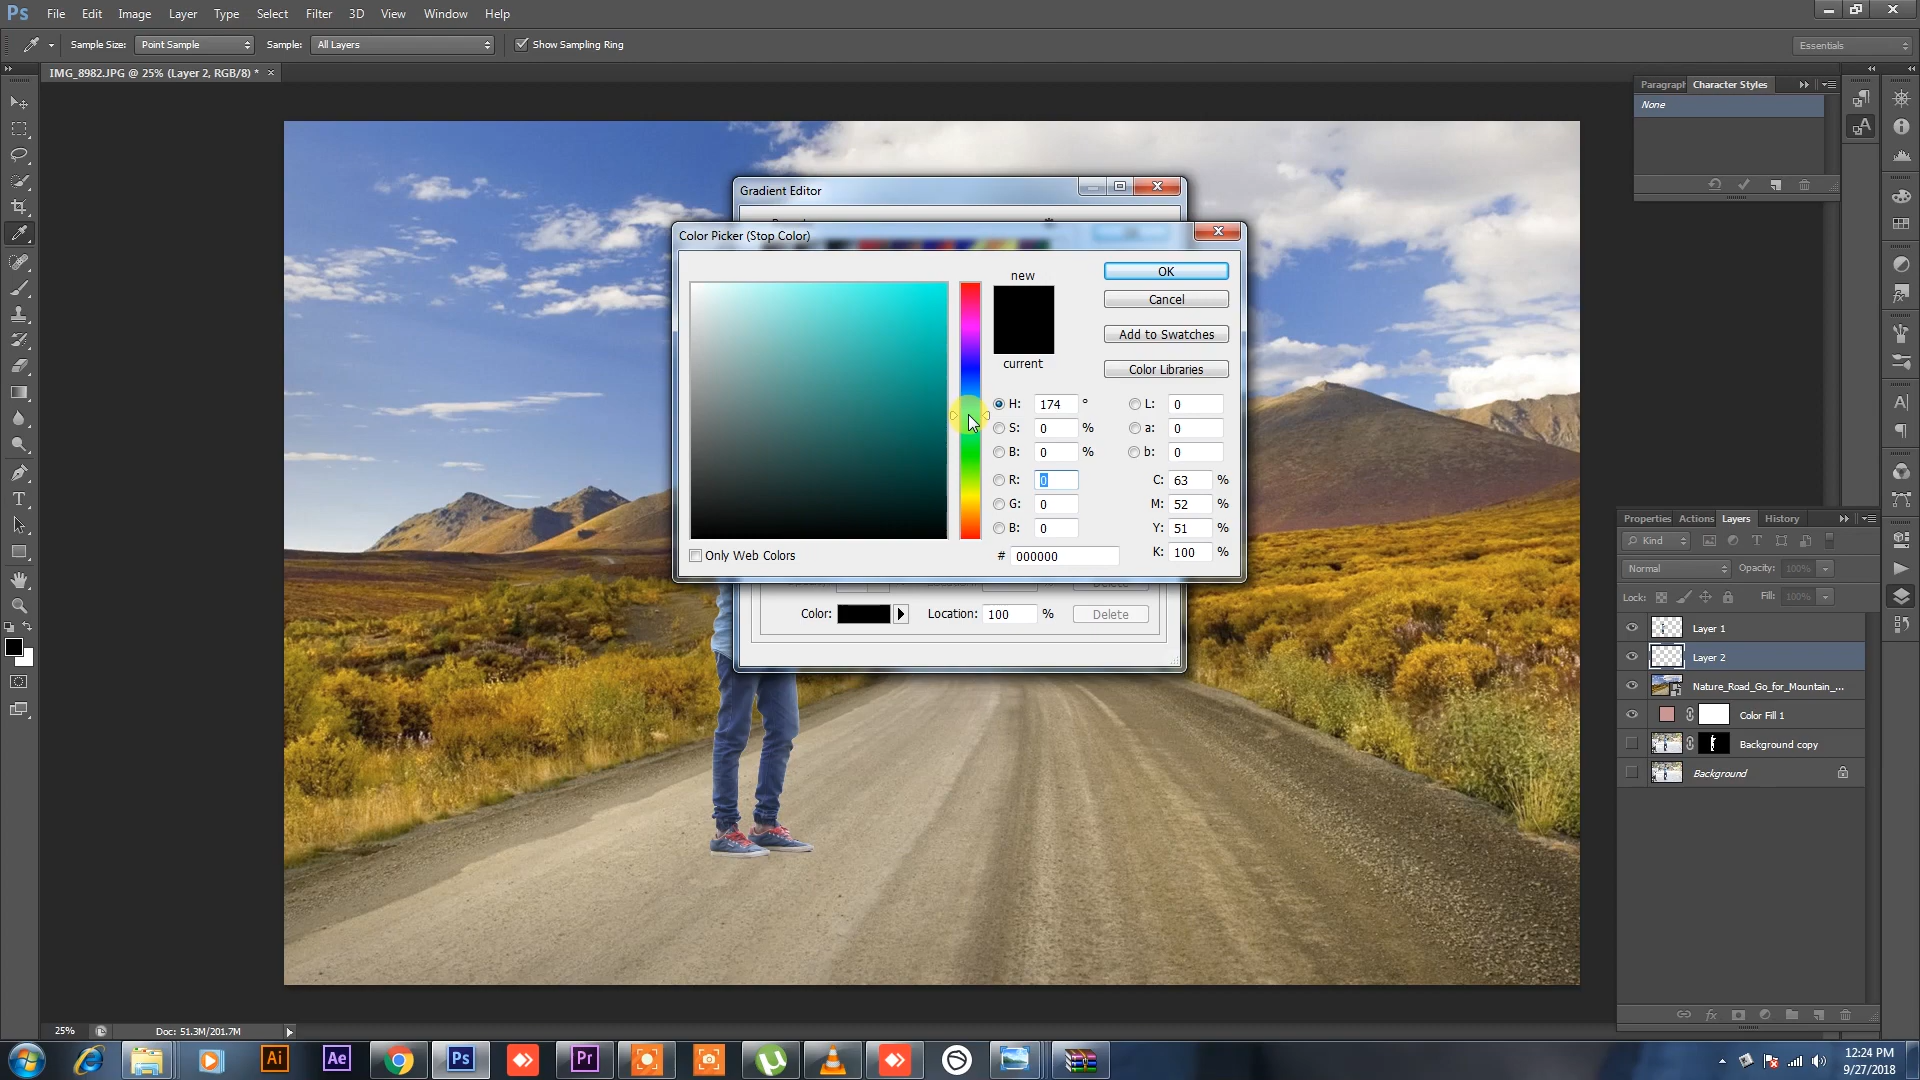 Ps File Edit Image Layer Type Select Filter 3D View Window Help
Sample Size: Point Sample Sample: All Layers Show Sampling Ring Essentials
IMG_8982.JPG @ 25% (Layer 2, RGB/8) * ×
Paragraph Character Styles
None
Gradient Editor
Color Picker (Stop Color)
new
OK
Cancel
Add to Swatches
current
Color Libraries
H: 174 ° L: 0
S: 0 % a: 0
B: 0 % b: 0
R: 0 C: 63 %
G: 0 M: 52 %
B: 0 Y: 51 %
Only Web Colors # 000000 K: 100 %
Color: Location: 100 % Delete
Properties Actions Layers History
Kind
Normal Opacity: 100%
Lock: Fill: 100%
Layer 1
Layer 2
Nature_Road_Go_for_Mountain_...
Color Fill 1
Background copy
Background
25% Doc: 51.3M/201.7M
Ai Ae Ps Pr
12:24 PM
9/27/2018